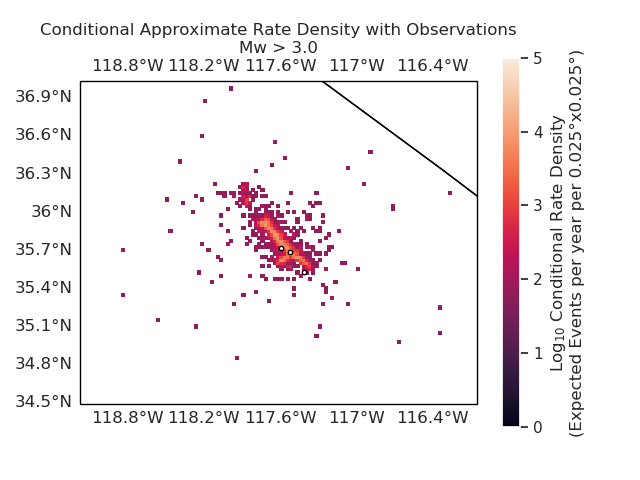 Conditional Approximate Rate Density with Observations
Mw > 3.0
118.8°W 118.2°W 117.6°W 117°W 116.4°W
36.9°N
36.6°N
36.3°N
36°N
35.7°N
35.4°N
35.1°N
34.8°N
34.5°N
118.8°W 118.2°W 117.6°W 117°W 116.4°W
5
4
3
2
1
0
Log₁₀ Conditional Rate Density
(Expected Events per year per 0.025°x0.025°)